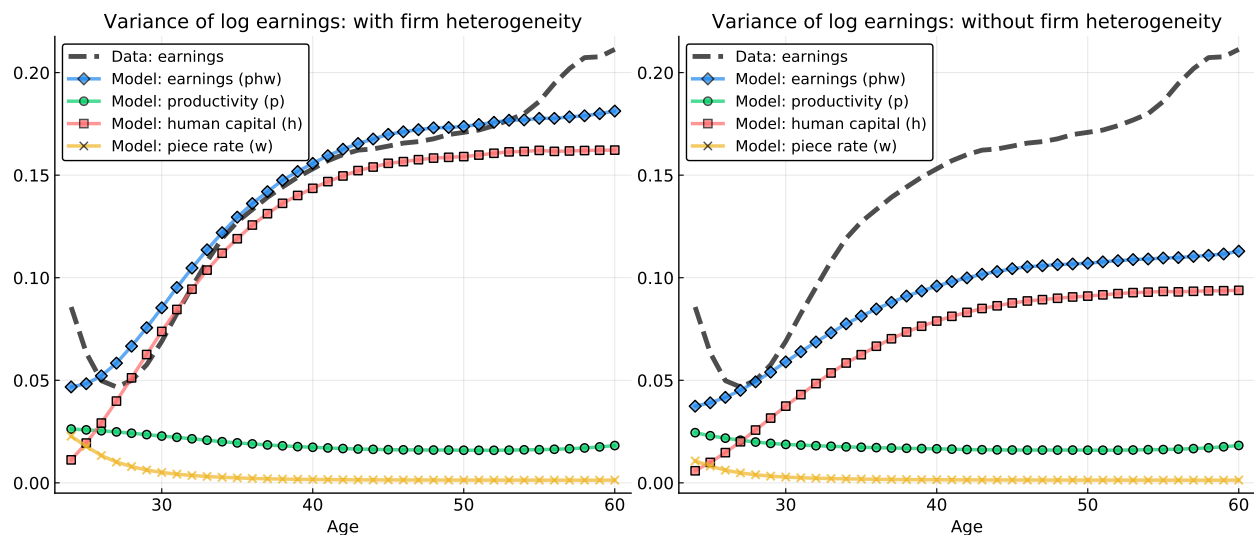 Variance of log earnings: with firm heterogeneity
Data: earnings
Model: earnings (phw)
Model: productivity (p)
Model: human capital (h)
Model: piece rate (w)
0.20
0.15
0.10
0.05
0.00
30
40
50
60
Age
Variance of log earnings: without firm heterogeneity
Data: earnings
Model: earnings (phw)
Model: productivity (p)
Model: human capital (h)
Model: piece rate (w)
0.20
0.15
0.10
0.05
0.00
30
40
50
60
Age